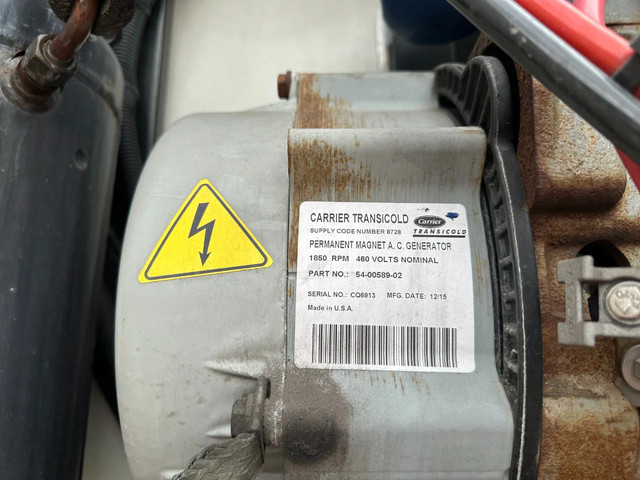 CARRIER TRANSICOLD
Carrier
TRANSICOLD
SUPPLY CODE NUMBER 8728
PERMANENT MAGNET A. C. GENERATOR
1850 RPM 460 VOLTS NOMINAL
PART NO.: 54-00589-02
SERIAL NO.: CQ6913 MFG. DATE: 12/15
Made in U.S.A.